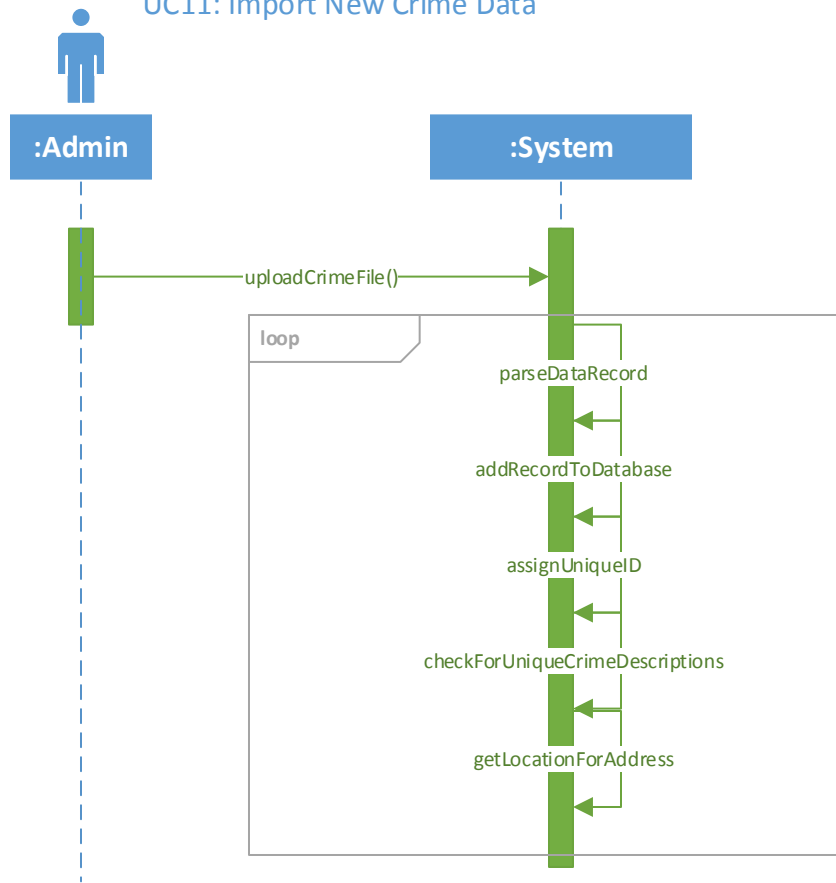 UC11: Import New Crime Data
:Admin
:System
uploadCrimeFile()
loop
parseDataRecord
addRecordToDatabase
assignUniqueID
checkForUniqueCrimeDescriptions
getLocationForAddress